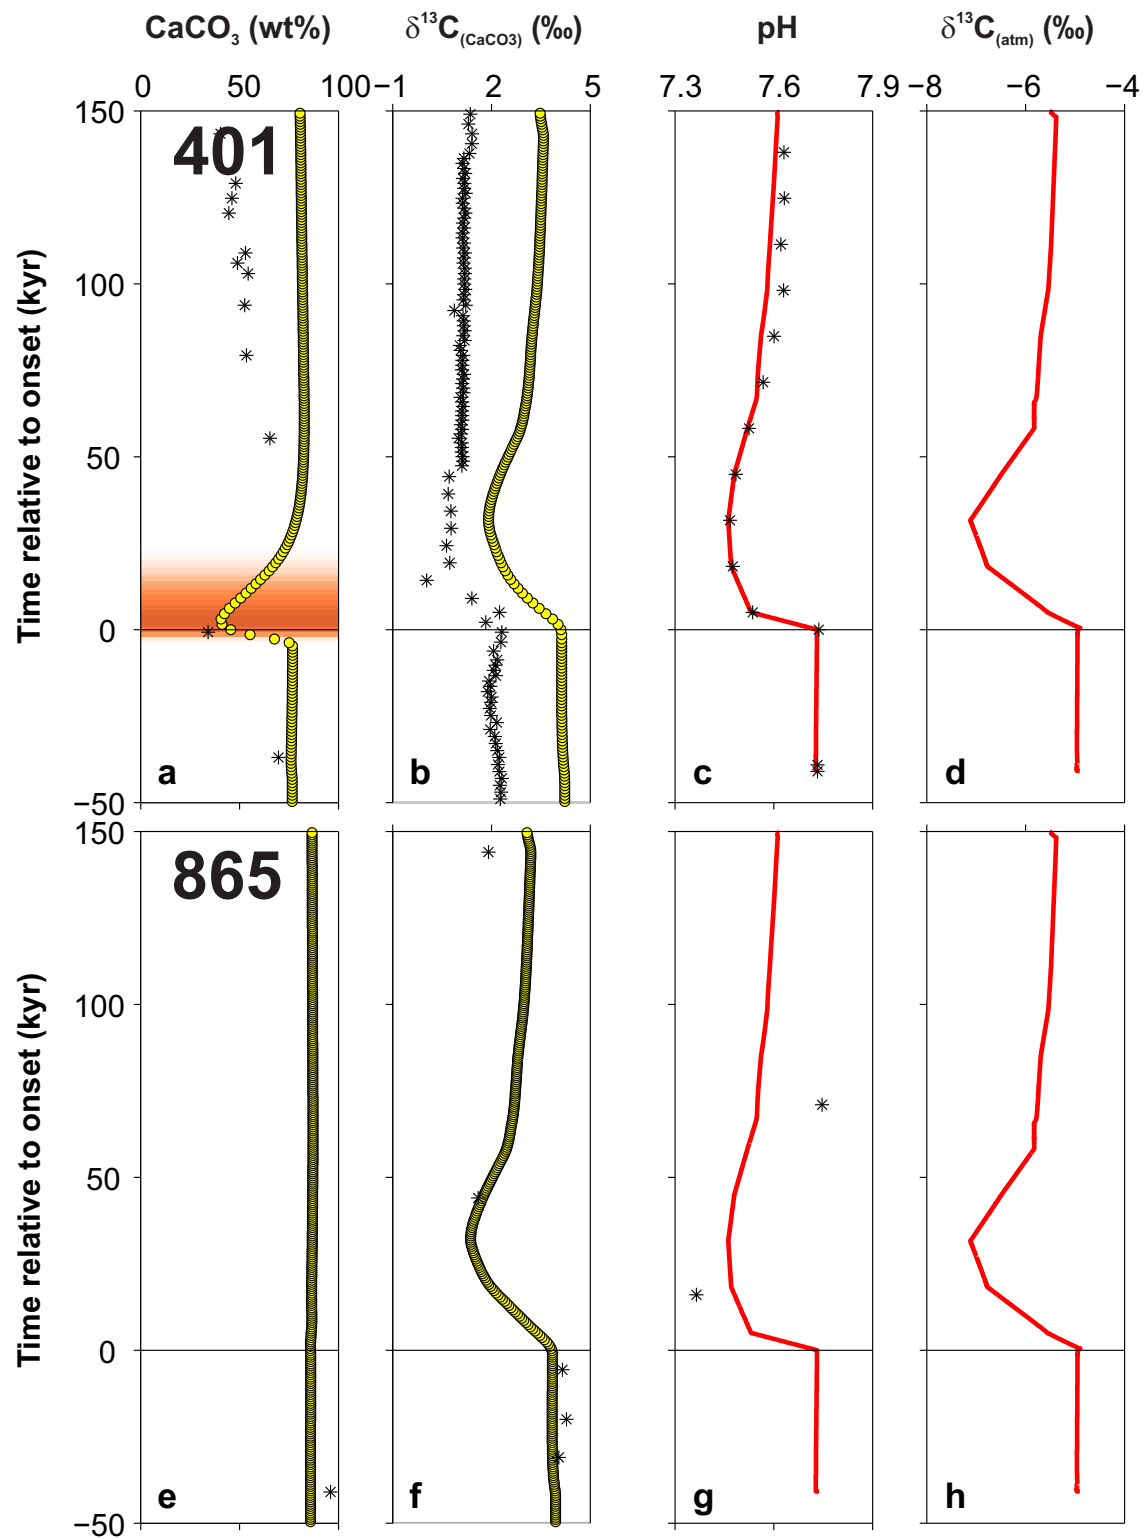 CaCO₃ (wt%) δ¹³C(CaCO3) (‰) pH δ¹³C(atm) (‰)
0 50 100 −1 2 5 7.3 7.6 7.9 −8 −6 −4
150
401
100
50
0
−50
a b c d
Time relative to onset (kyr)
150
865
100
50
0
−50
e f g h
Time relative to onset (kyr)